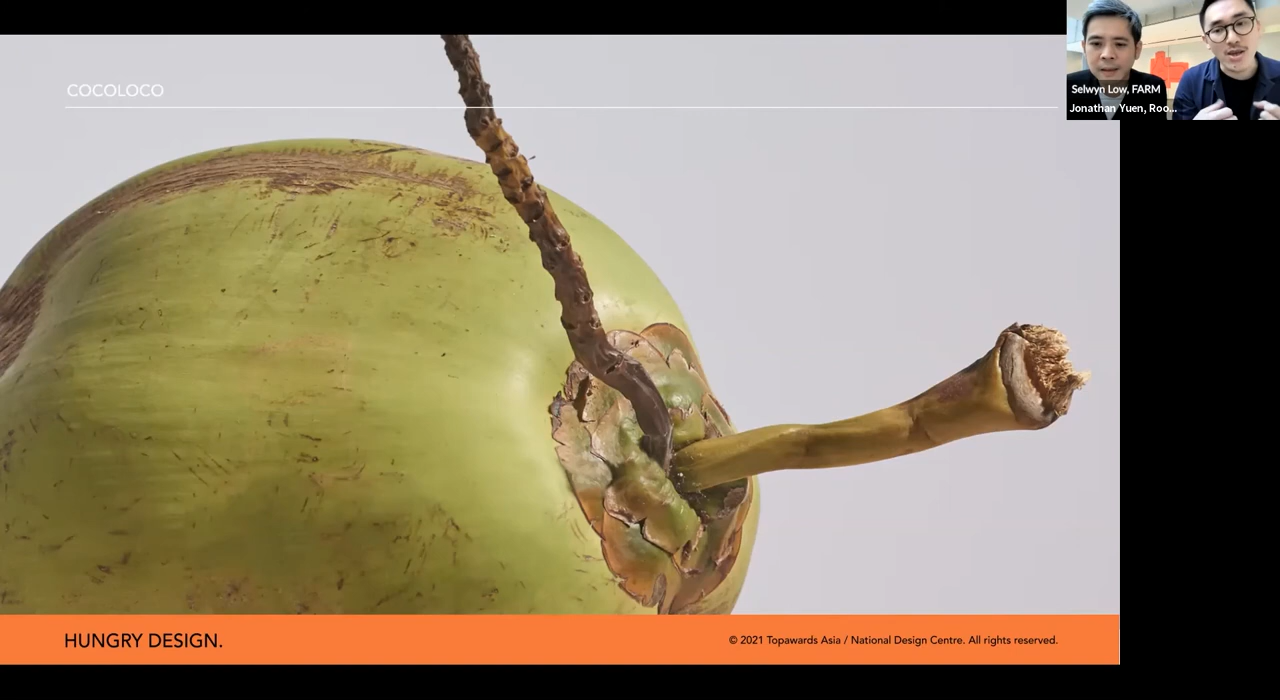 COCOLOCO
Selwyn Low, FARM
Jonathan Yuen, Roo...
HUNGRY DESIGN.
© 2021 Topawards Asia / National Design Centre. All rights reserved.